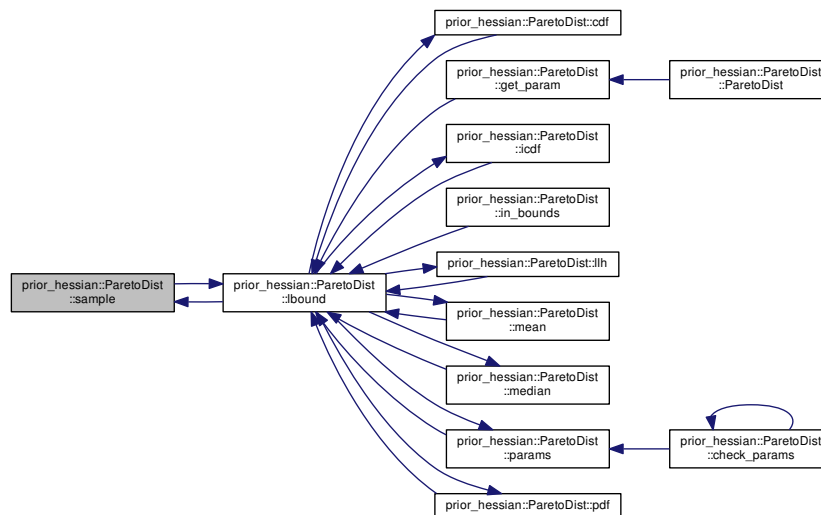 prior_hessian::ParetoDist::cdf
prior_hessian::ParetoDist
::get_param
prior_hessian::ParetoDist
::ParetoDist
prior_hessian::ParetoDist
::icdf
prior_hessian::ParetoDist
::in_bounds
prior_hessian::ParetoDist::llh
prior_hessian::ParetoDist
::sample
prior_hessian::ParetoDist
::lbound
prior_hessian::ParetoDist
::mean
prior_hessian::ParetoDist
::median
prior_hessian::ParetoDist
::params
prior_hessian::ParetoDist
::check_params
prior_hessian::ParetoDist::pdf